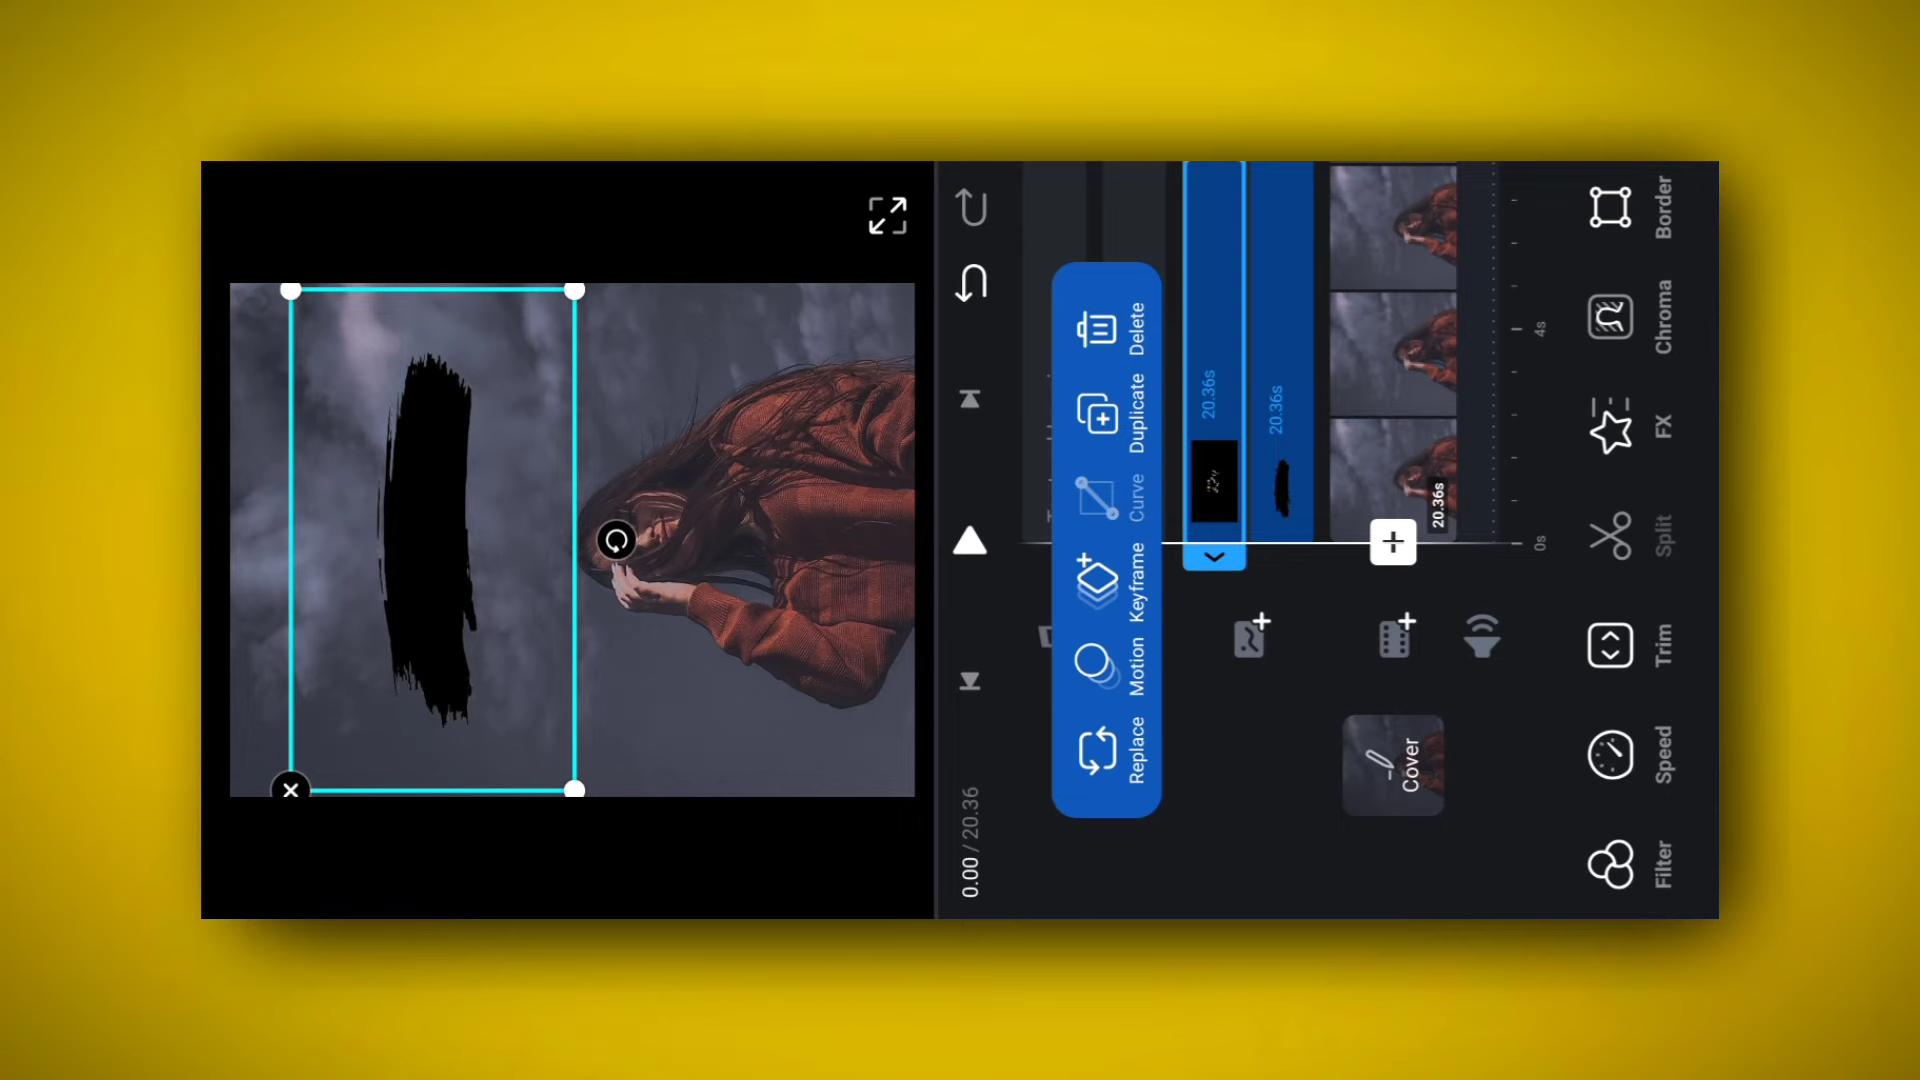 0.00 / 20.36
Replace
Motion
Keyframe
Curve
Duplicate
Delete
20.36s
20.36s
Cover
20.36s
0s
4s
Filter
Speed
Trim
Split
FX
Chroma
Border